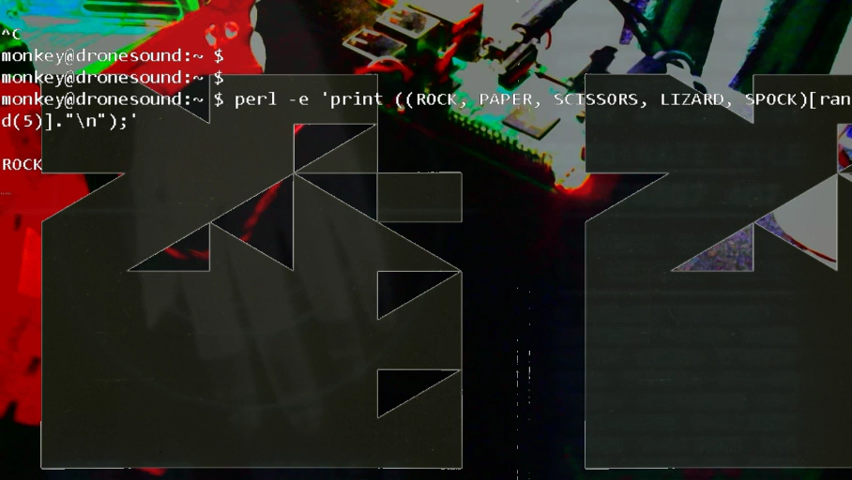 ^C
monkey@dronesound:~ $
monkey@dronesound:~ $
monkey@dronesound:~ $ perl -e 'print ((ROCK, PAPER, SCISSORS, LIZARD, SPOCK)[ran
d(5)]."\n");'
ROCK